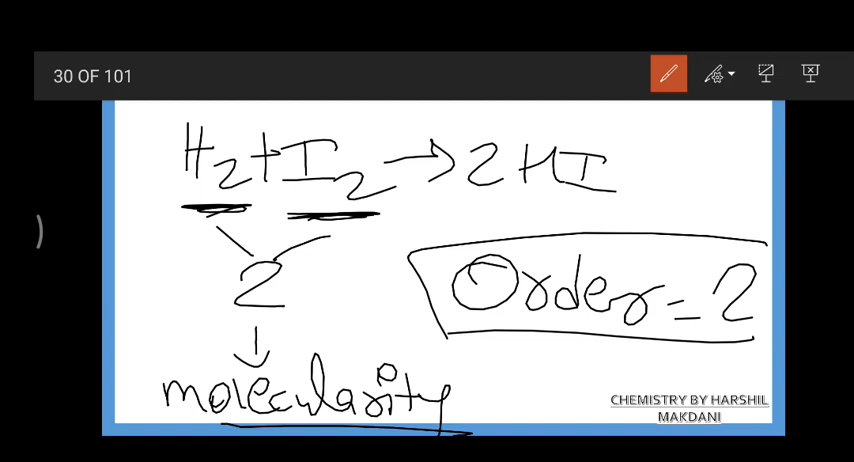 30 OF 101
H2+I2→2HI
2
Order=2
↓
molecularity
CHEMISTRY BY HARSHIL
MAKDANI